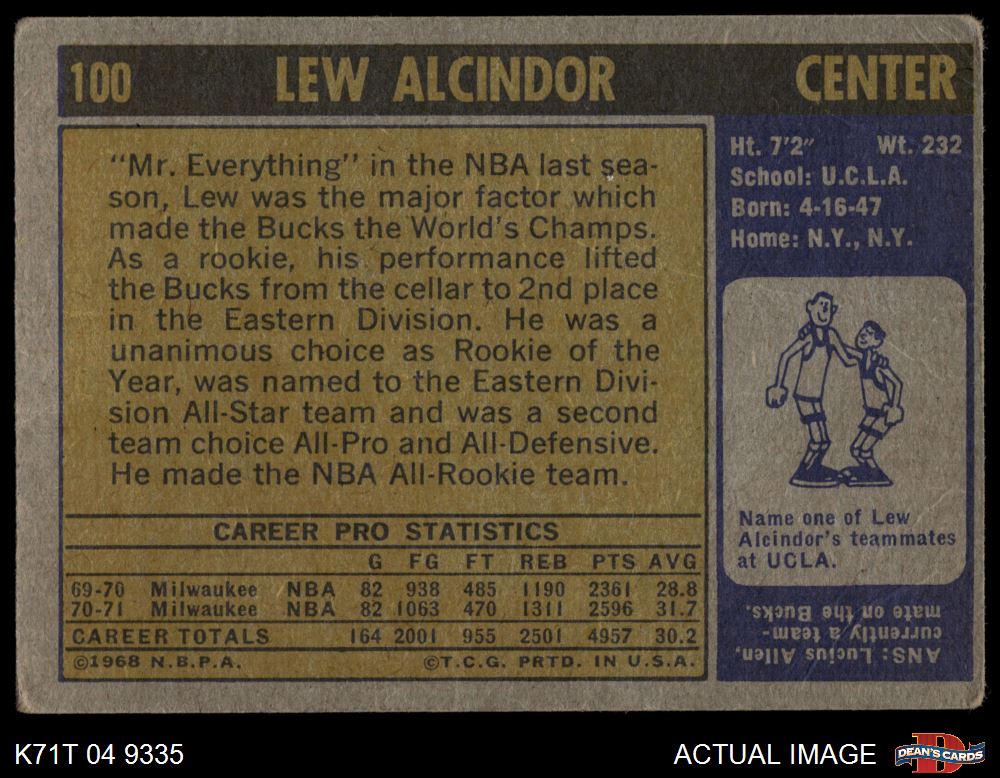 100 LEW ALCINDOR CENTER
"Mr. Everything" in the NBA last sea-
son, Lew was the major factor which
made the Bucks the World's Champs.
As a rookie, his performance lifted
the Bucks from the cellar to 2nd place
in the Eastern Division. He was a
unanimous choice as Rookie of the
Year, was named to the Eastern Divi-
sion All-Star team and was a second
team choice All-Pro and All-Defensive.
He made the NBA All-Rookie team.
CAREER PRO STATISTICS
G FG FT REB PTS AVG
69-70 Milwaukee NBA 82 938 485 1190 2361 28.8
70-71 Milwaukee NBA 82 1063 470 1311 2596 31.7
CAREER TOTALS 164 2001 955 2501 4957 30.2
©1968 N.B.P.A. ©T.C.G. PRTD. IN U.S.A.
Ht. 7'2" Wt. 232
School: U.C.L.A.
Born: 4-16-47
Home: N.Y., N.Y.
Name one of Lew
Alcindor's teammates
at UCLA.
ANS: Lucius Allen,
currently a team-
mate on the Bucks.
K71T 04 9335
ACTUAL IMAGE
DEAN'S CARDS